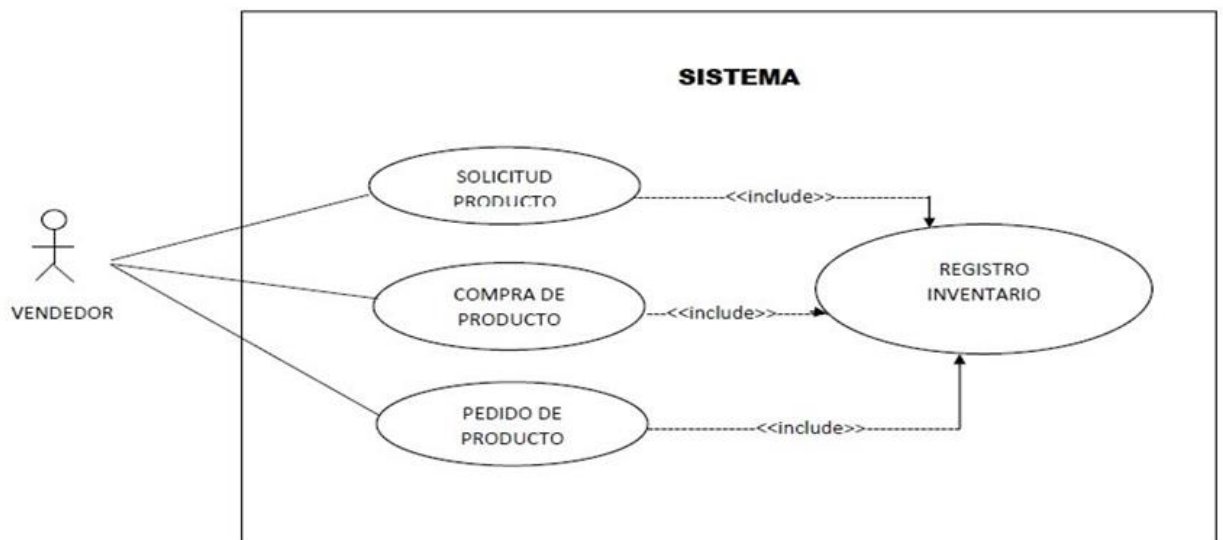 SISTEMA
SOLICITUD
PRODUCTO
<<include>>
VENDEDOR
COMPRA DE
PRODUCTO
<<include>>
REGISTRO
INVENTARIO
PEDIDO DE
PRODUCTO
<<include>>